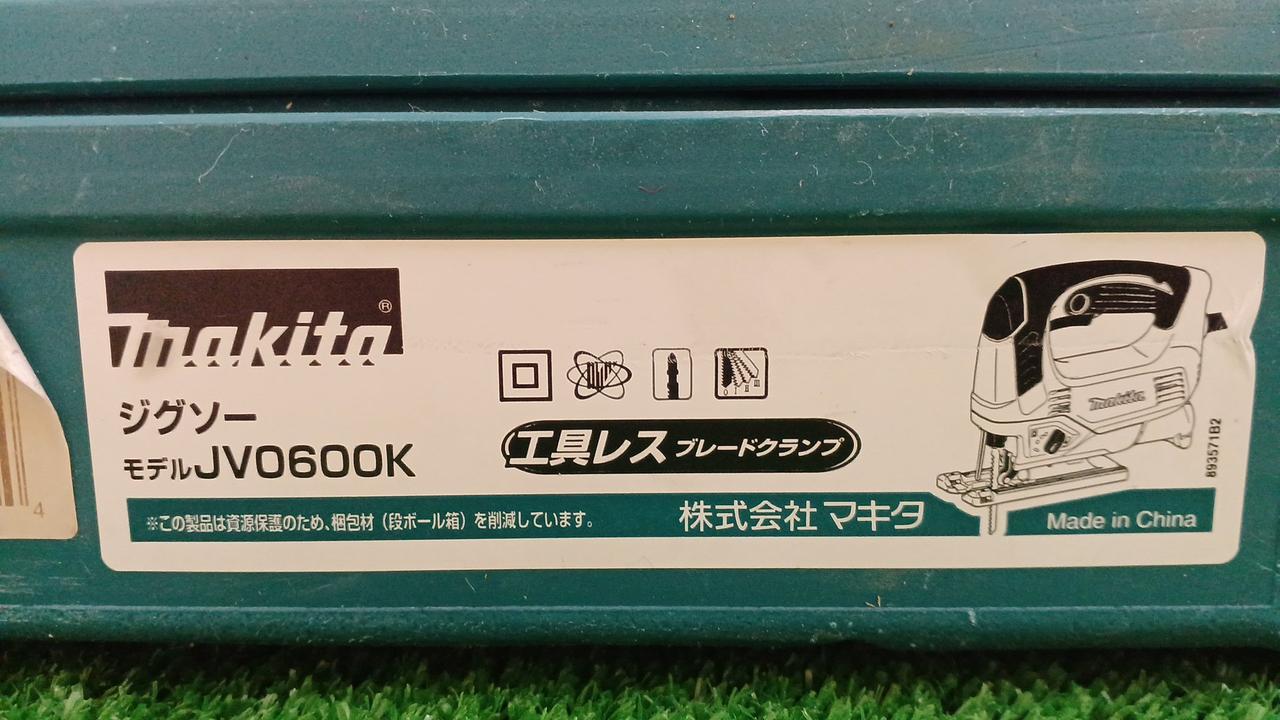 makita®
ジグソー
モデルJV0600K
工具レス ブレードクランプ
※この製品は資源保護のため、梱包材（段ボール箱）を削減しています。
株式会社 マキタ
makita
893571B2
Made in China
4